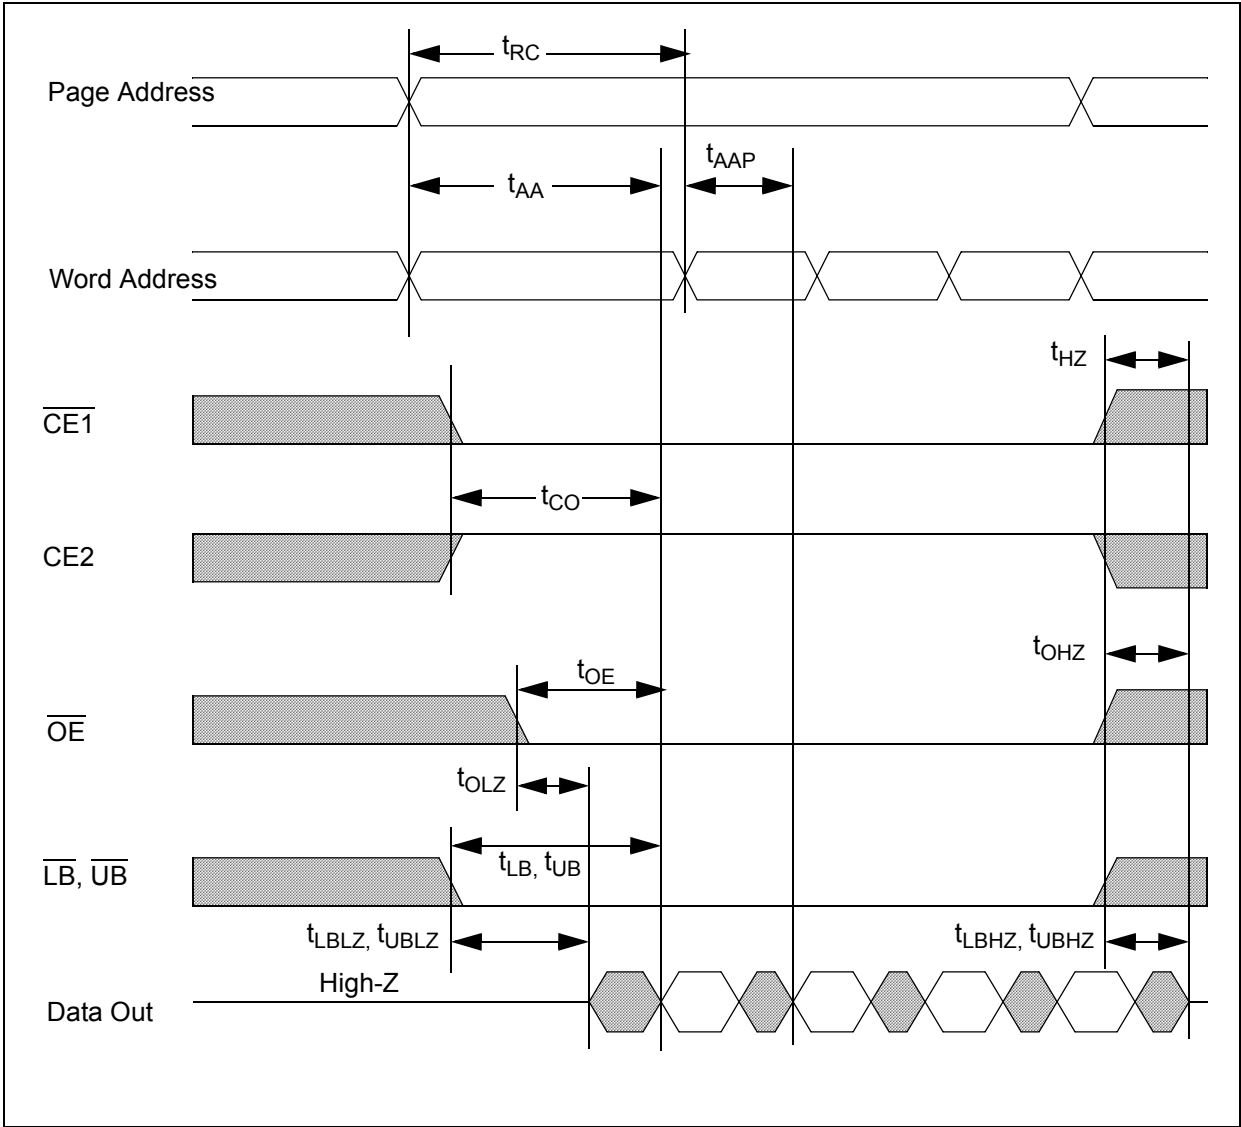 tRC
Page Address
tAAP
tAA
Word Address
tHZ
CE1
tCO
CE2
tOHZ
tOE
OE
tOLZ
tLB, tUB
LB, UB
tLBLZ, tUBLZ
tLBHZ, tUBHZ
High-Z
Data Out